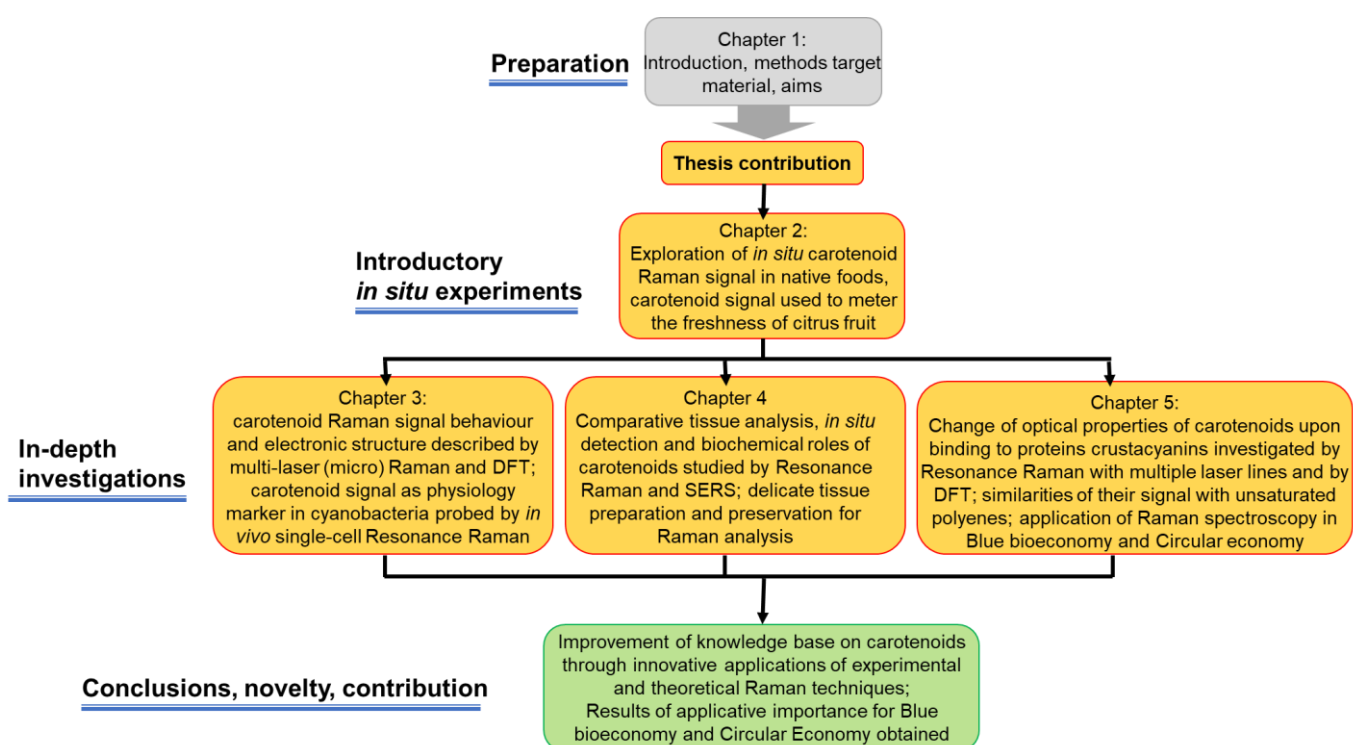 Preparation
Chapter 1:
Introduction, methods target
material, aims
Thesis contribution
Introductory
in situ experiments
Chapter 2:
Exploration of in situ carotenoid
Raman signal in native foods,
carotenoid signal used to meter
the freshness of citrus fruit
In-depth
investigations
Chapter 3:
carotenoid Raman signal behaviour
and electronic structure described by
multi-laser (micro) Raman and DFT;
carotenoid signal as physiology
marker in cyanobacteria probed by in
vivo single-cell Resonance Raman
Chapter 4
Comparative tissue analysis, in situ
detection and biochemical roles of
carotenoids studied by Resonance
Raman and SERS; delicate tissue
preparation and preservation for
Raman analysis
Chapter 5:
Change of optical properties of carotenoids upon
binding to proteins crustacyanins investigated by
Resonance Raman with multiple laser lines and by
DFT; similarities of their signal with unsaturated
polyenes; application of Raman spectroscopy in
Blue bioeconomy and Circular economy
Conclusions, novelty, contribution
Improvement of knowledge base on carotenoids
through innovative applications of experimental
and theoretical Raman techniques;
Results of applicative importance for Blue
bioeconomy and Circular Economy obtained